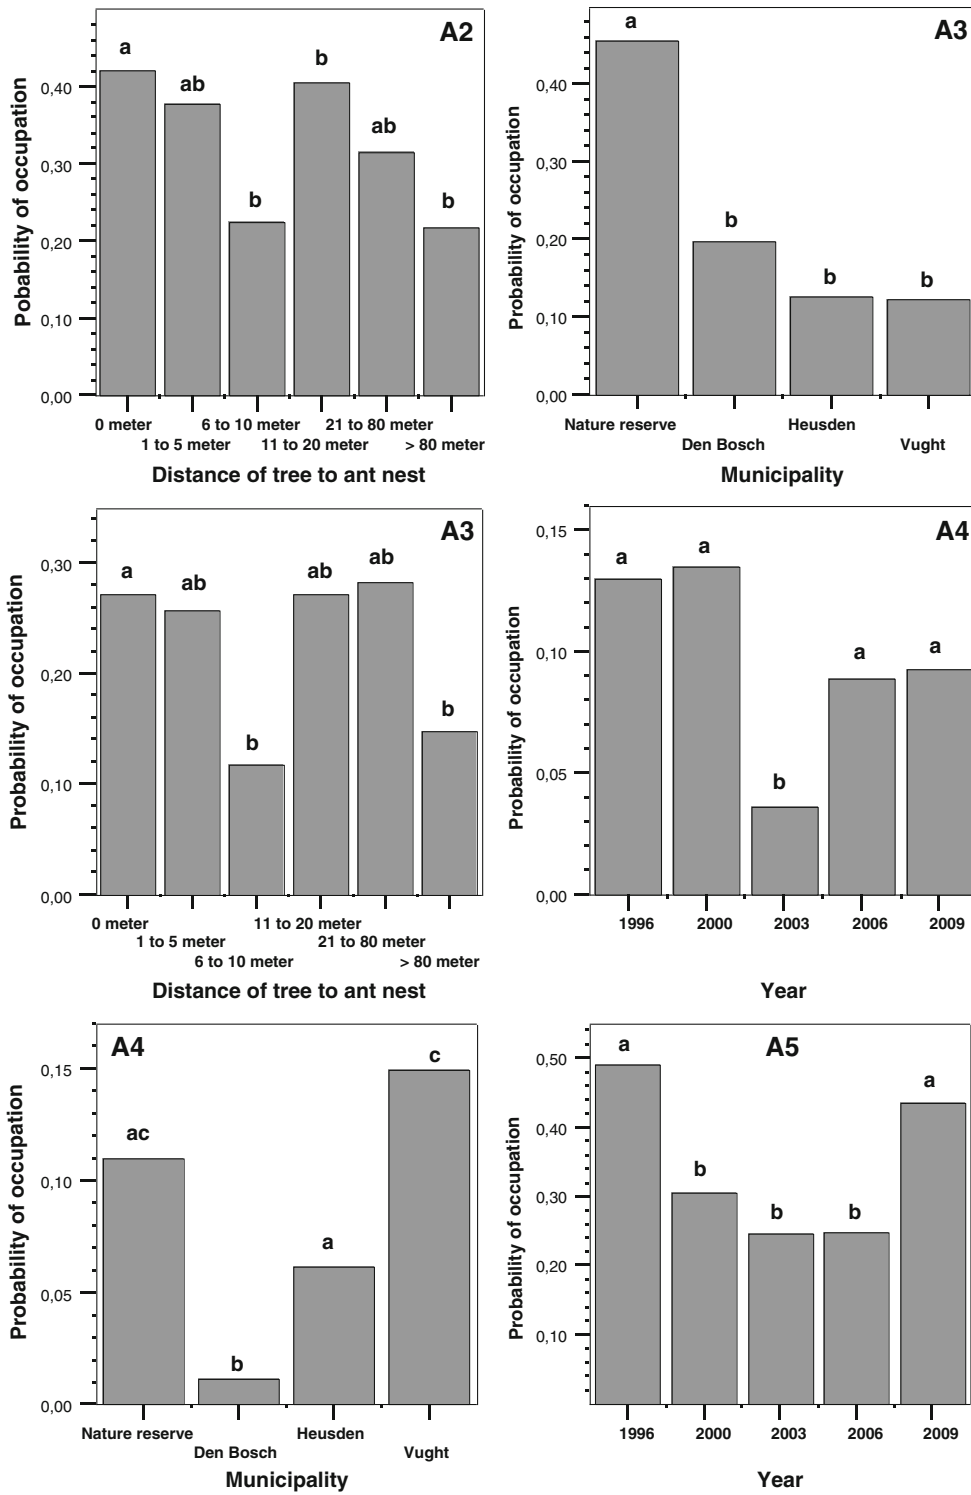 A2
Pobability of occupation
0,40
0,30
0,20
0,10
0,00
a
ab
b
b
ab
b
0 meter
6 to 10 meter
21 to 80 meter
1 to 5 meter
11 to 20 meter
> 80 meter
Distance of tree to ant nest
A3
Probability of occupation
0,40
0,30
0,20
0,10
0,00
a
b
b
b
Nature reserve
Heusden
Den Bosch
Vught
Municipality
A3
Probability of occupation
0,30
0,20
0,10
0,00
a
ab
b
ab
ab
b
0 meter
11 to 20 meter
1 to 5 meter
21 to 80 meter
6 to 10 meter
> 80 meter
Distance of tree to ant nest
A4
Probability of occupation
0,15
0,10
0,05
0,00
a
a
b
a
a
1996
2000
2003
2006
2009
Year
A4
Probability of occupation
0,15
0,10
0,05
0,00
ac
b
a
c
Nature reserve
Heusden
Den Bosch
Vught
Municipality
A5
Probability of occupation
0,50
0,40
0,30
0,20
0,10
a
b
b
b
a
1996
2000
2003
2006
2009
Year